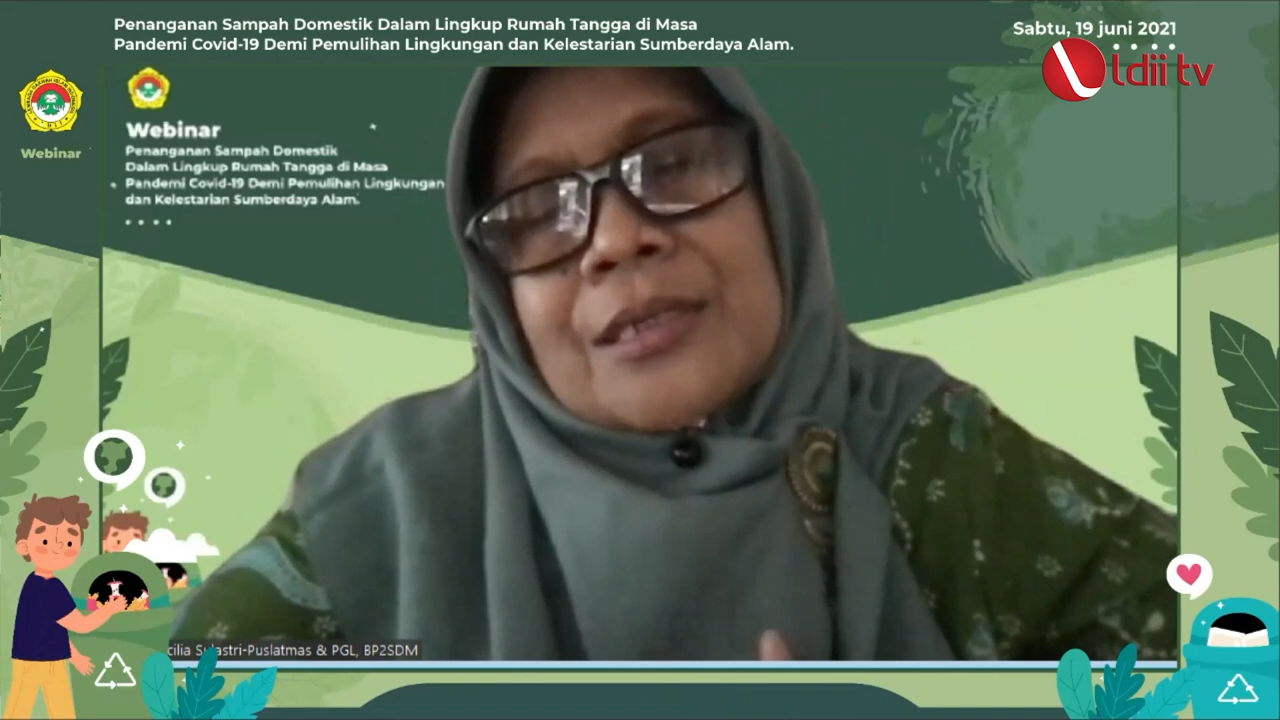 Penanganan Sampah Domestik Dalam Lingkup Rumah Tangga di Masa
Pandemi Covid-19 Demi Pemulihan Lingkungan dan Kelestarian Sumberdaya Alam.
Sabtu, 19 juni 2021
ldii tv
Webinar
Webinar
Penanganan Sampah Domestik
Dalam Lingkup Rumah Tangga di Masa
Pandemi Covid-19 Demi Pemulihan Lingkungan
dan Kelestarian Sumberdaya Alam.
cilia Sulastri-Puslatmas & PGL, BP2SDM